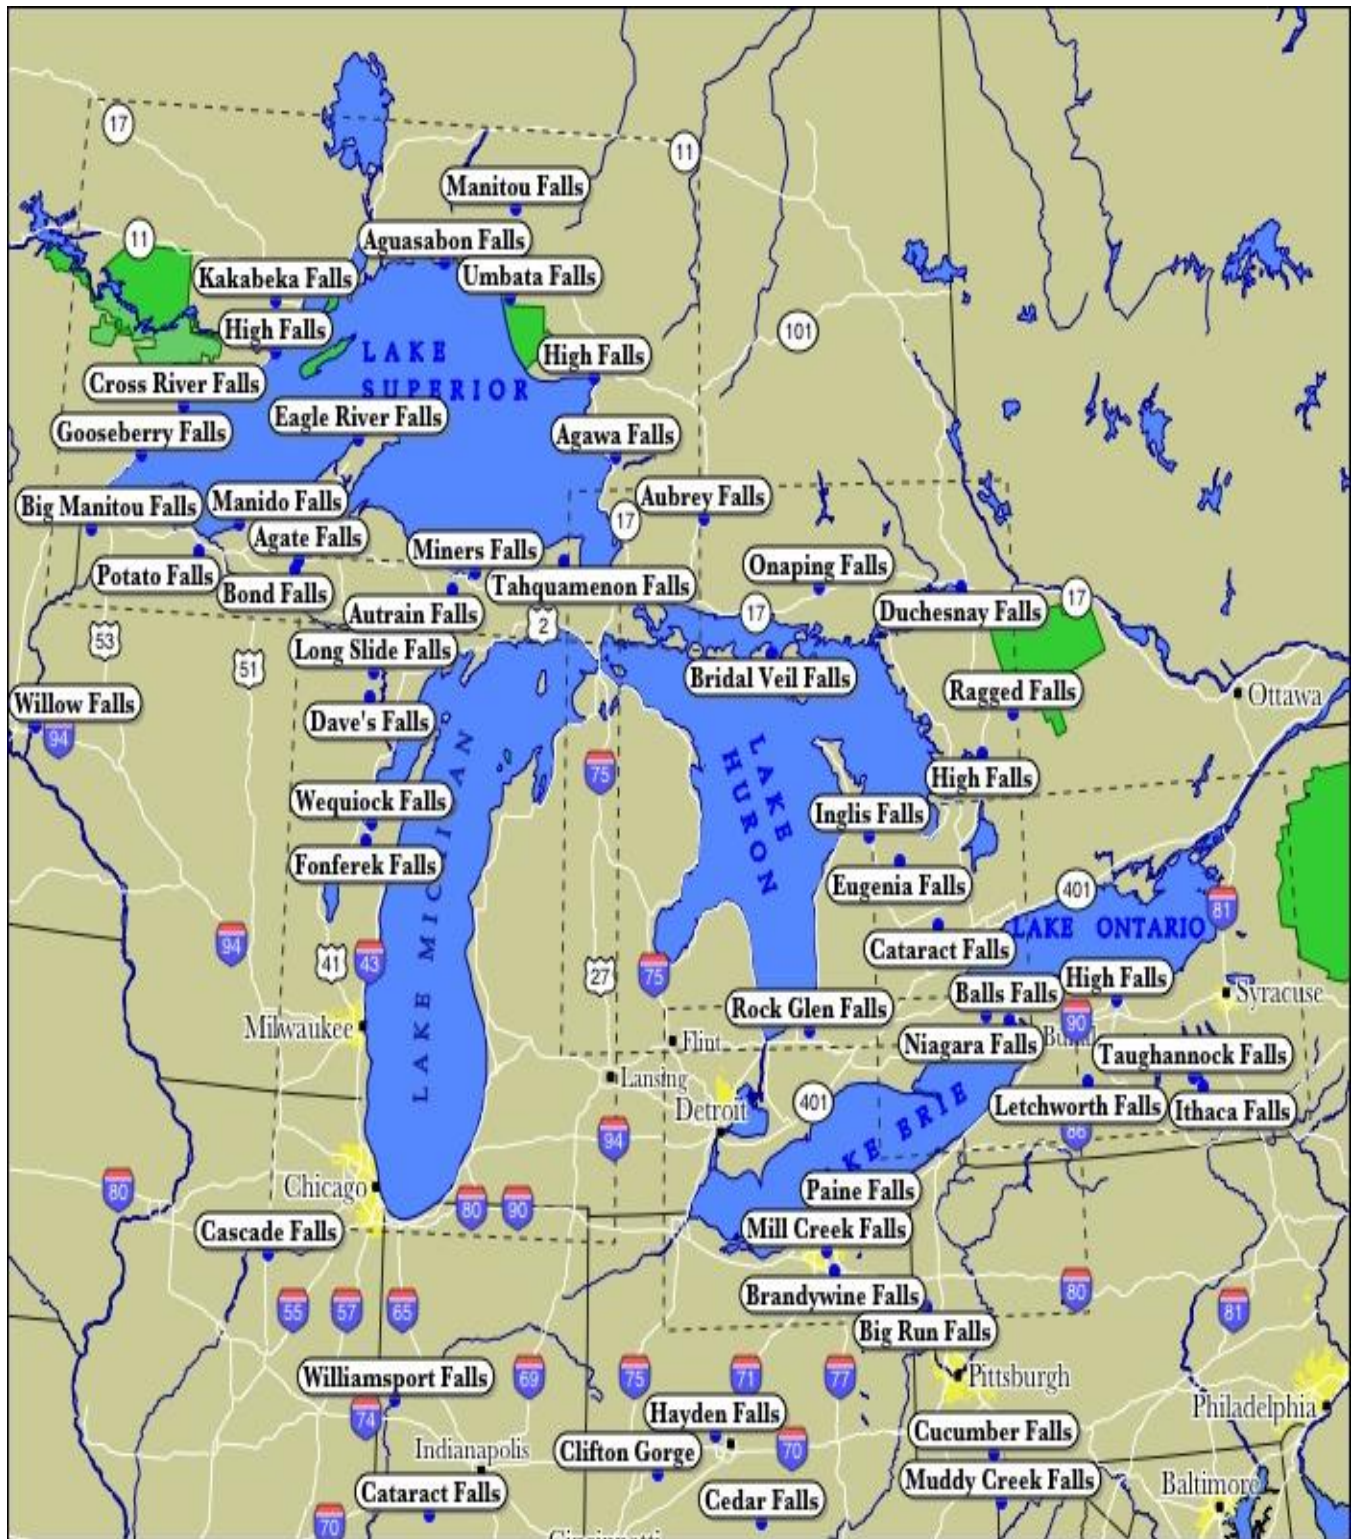 17
11
Manitou Falls
11
Aguasabon Falls
Kakabeka Falls
Umbata Falls
High Falls
101
LAKE
SUPERIOR
High Falls
Cross River Falls
Eagle River Falls
Gooseberry Falls
Agawa Falls
Big Manitou Falls
Manido Falls
Aubrey Falls
17
Agate Falls
Miners Falls
Onaping Falls
Potato Falls
Bond Falls
Tahquamenon Falls
Autrain Falls
17
17
Duchesnay Falls
2
53
Long Slide Falls
51
Bridal Veil Falls
Ragged Falls
Ottawa
Willow Falls
94
Dave's Falls
75
LAKE
HURON
High Falls
Wequiock Falls
Inglis Falls
Fonferek Falls
Eugenia Falls
LAKE MICHIGAN
401
81
LAKE ONTARIO
94
41
43
27
75
Cataract Falls
High Falls
Balls Falls
Syracuse
Rock Glen Falls
90
Milwaukee
Flint
Niagara Falls
Taughannock Falls
Lansing
Detroit
401
LAKE ERIE
Letchworth Falls
Ithaca Falls
94
86
Chicago
80
80
90
Paine Falls
Cascade Falls
Mill Creek Falls
Brandywine Falls
80
55
57
65
81
Big Run Falls
Williamsport Falls
69
75
71
77
Pittsburgh
74
Hayden Falls
Philadelphia
Indianapolis
Clifton Gorge
70
Cucumber Falls
Cataract Falls
Cedar Falls
Muddy Creek Falls
Baltimore
70